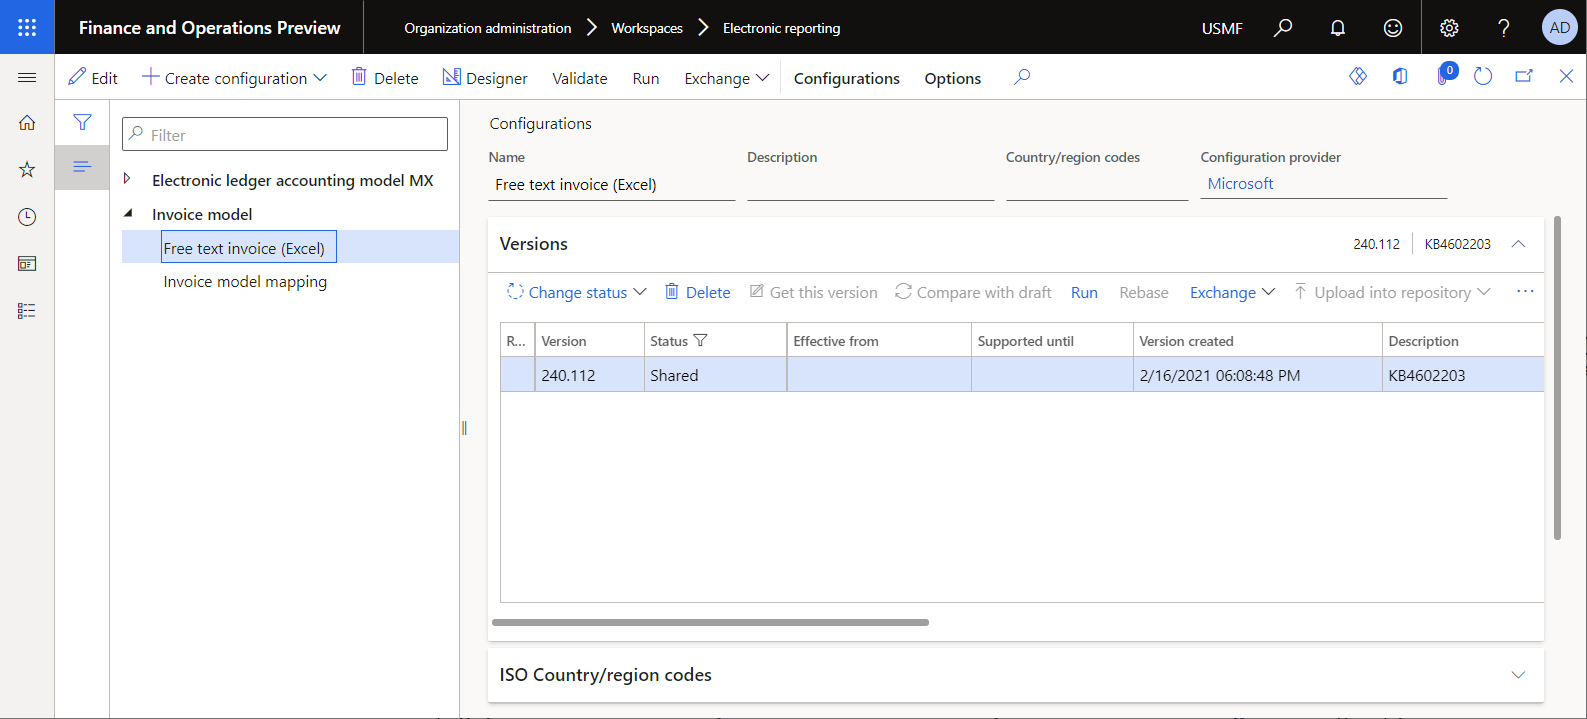 Finance and Operations Preview
Organization administration > Workspaces > Electronic reporting
USMF
?
AD
Edit
Create configuration
Delete
Designer
Validate
Run
Exchange
Configurations
Options
0
Filter
Electronic ledger accounting model MX
Invoice model
Free text invoice (Excel)
Invoice model mapping
Configurations
Name
Description
Country/region codes
Configuration provider
Free text invoice (Excel)
Microsoft
Versions
240.112
KB4602203
Change status
Delete
Get this version
Compare with draft
Run
Rebase
Exchange
Upload into repository
...
R...
Version
Status
Effective from
Supported until
Version created
Description
240.112
Shared
2/16/2021 06:08:48 PM
KB4602203
ISO Country/region codes